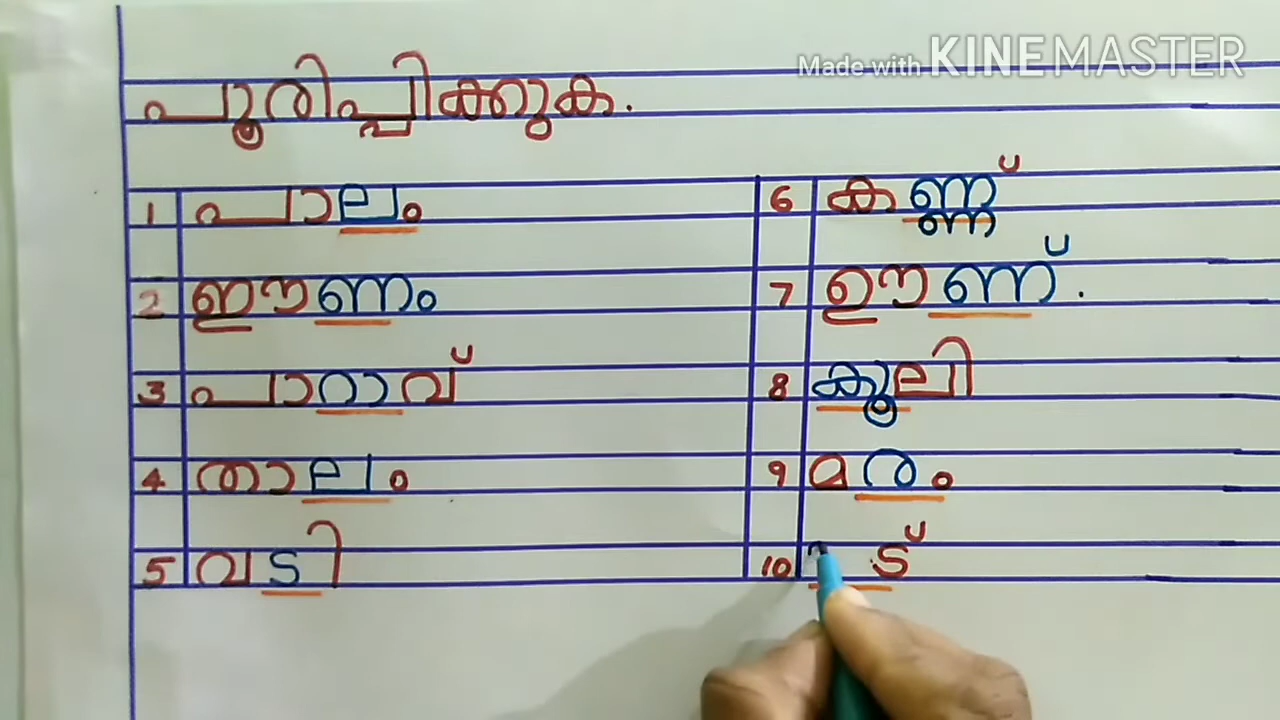 Made with KINEMASTER
പൂരിപ്പിക്കുക.
1 പാലം
2 ഈണം
3 പാറാവ്
4 താലം
5 വടി
6 കണ്ണ്
7 ഊണ്.
8 കൂലി
9 മരം
10 ട്